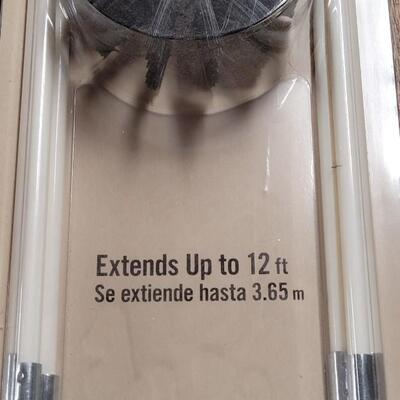 Extends Up to 12 ft
Se extiende hasta 3.65 m